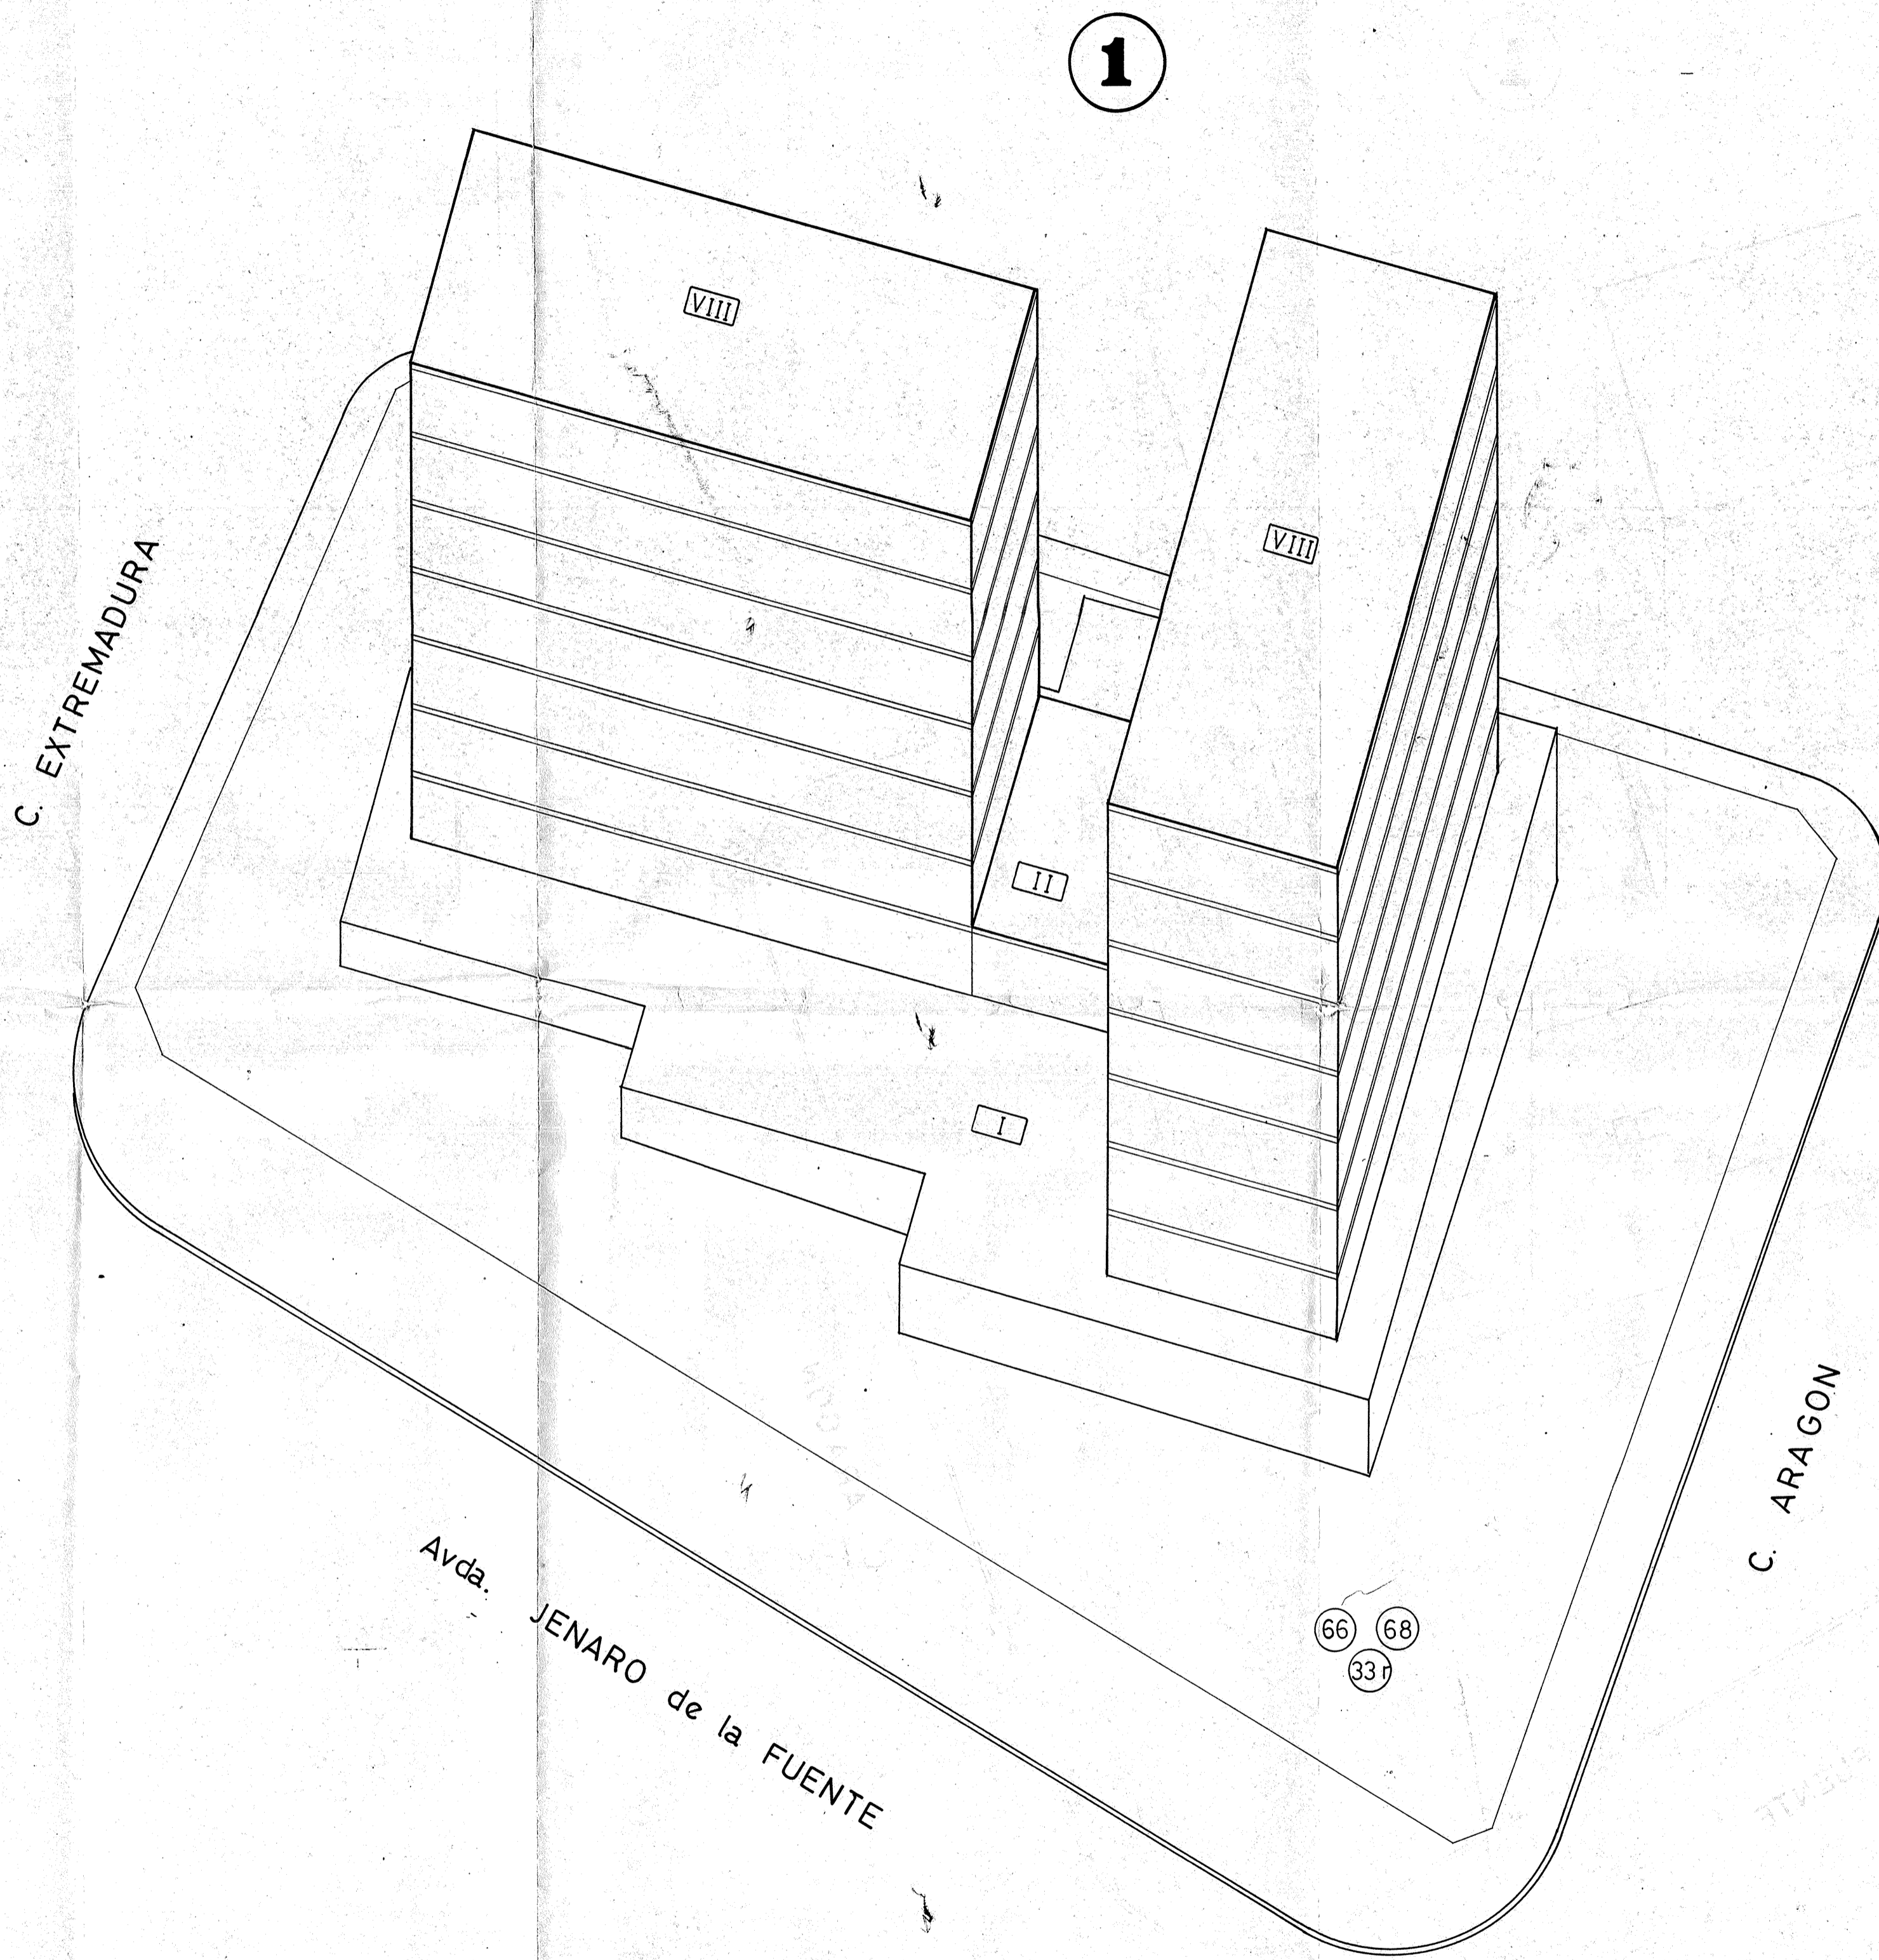 1
VIII
VIII
C. EXTREMADURA
II
I
C. ARAGON
Avda. JENARO de la FUENTE
66 68
33 r